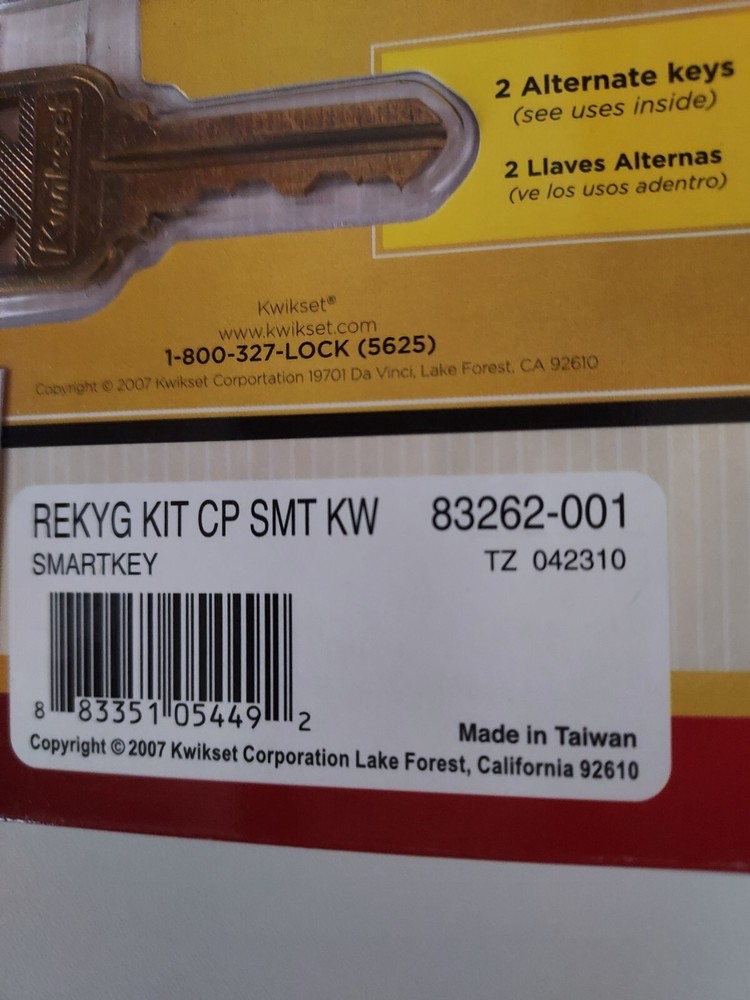 Kwikset
2 Alternate keys
(see uses inside)
2 Llaves Alternas
(ve los usos adentro)
Kwikset®
www.kwikset.com
1-800-327-LOCK (5625)
Copyright © 2007 Kwikset Corportation 19701 Da Vinci, Lake Forest, CA 92610
REKYG KIT CP SMT KW 83262-001
SMARTKEY TZ 042310
8 83351 05449 2
Made in Taiwan
Copyright © 2007 Kwikset Corporation Lake Forest, California 92610